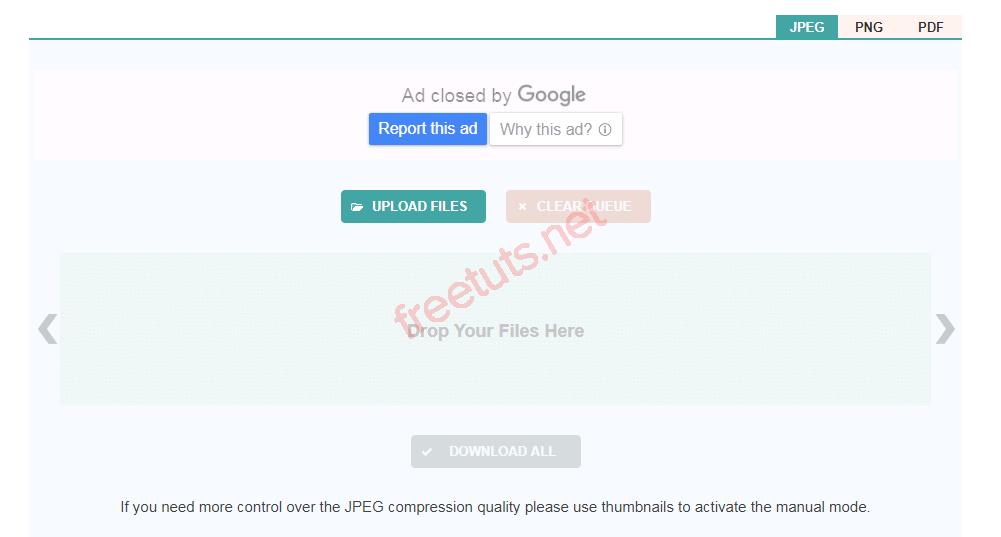 JPEG PNG PDF
Ad closed by Google
Report this ad Why this ad?
UPLOAD FILES CLEAR QUEUE
freetuts.net
Drop Your Files Here
DOWNLOAD ALL
If you need more control over the JPEG compression quality please use thumbnails to activate the manual mode.